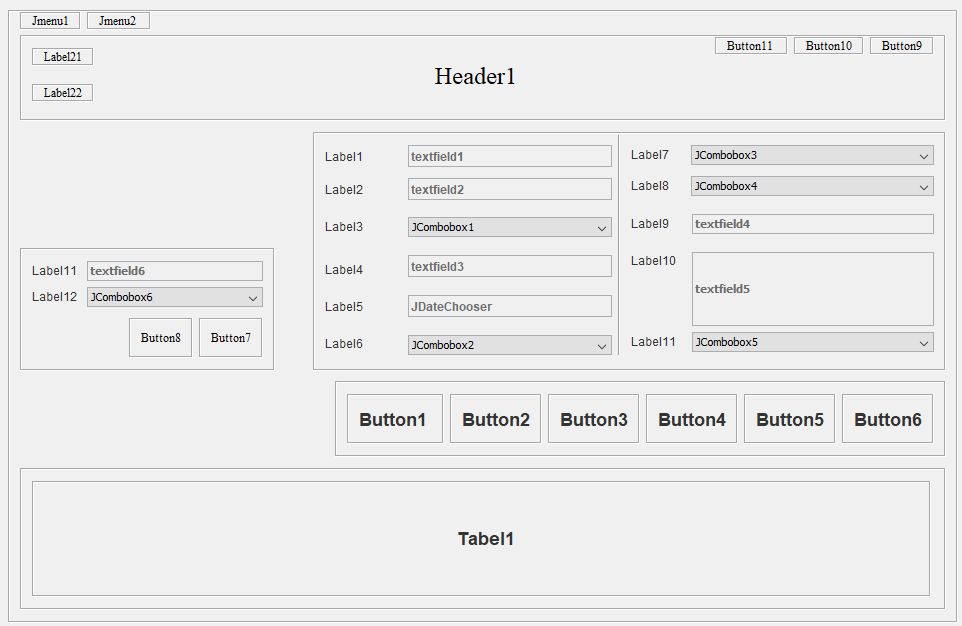 Jmenu1 Jmenu2
Button11 Button10 Button9
Label21
Header1
Label22
Label1 textfield1
Label2 textfield2
Label3 JCombobox1
Label4 textfield3
Label5 JDateChooser
Label6 JCombobox2
Label7 JCombobox3
Label8 JCombobox4
Label9 textfield4
Label10 textfield5
Label11 JCombobox5
Label11 textfield6
Label12 JCombobox6
Button8 Button7
Button1 Button2 Button3 Button4 Button5 Button6
Tabel1